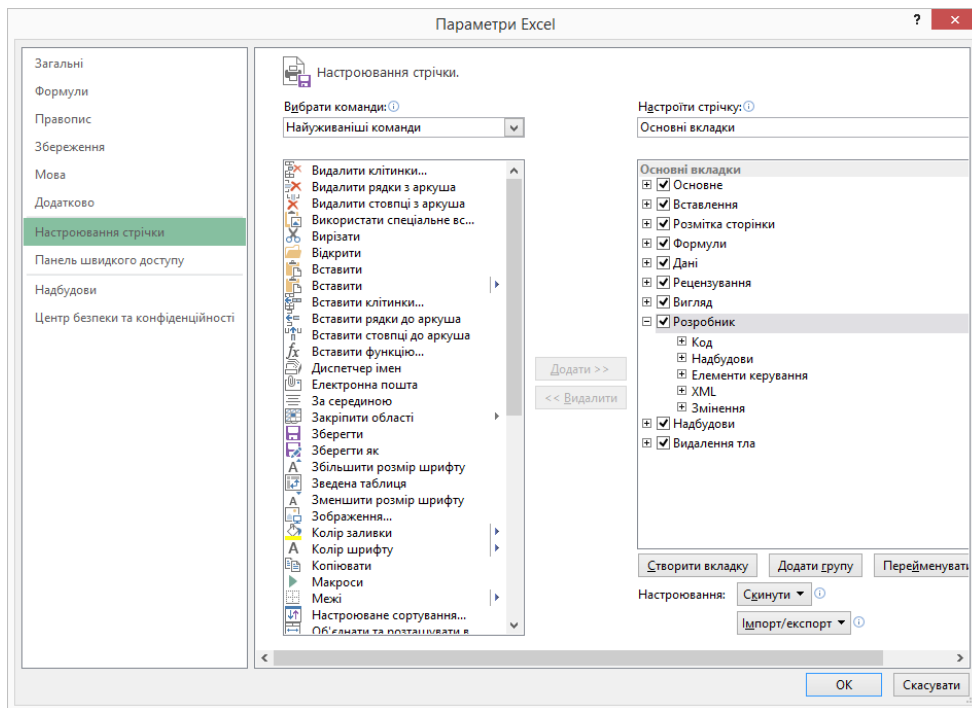 Параметри Excel
?
Загальні
Формули
Правопис
Збереження
Мова
Додатково
Настроювання стрічки
Панель швидкого доступу
Надбудови
Центр безпеки та конфіденційності
Настроювання стрічки.
Вибрати команди:
Найуживаніші команди
Видалити клітинки...
Видалити рядки з аркуша
Видалити стовпці з аркуша
Використати спеціальне вс...
Вирізати
Відкрити
Вставити
Вставити
Вставити клітинки...
Вставити рядки до аркуша
Вставити стовпці до аркуша
Вставити функцію...
Диспетчер імен
Електронна пошта
За серединою
Закріпити області
Зберегти
Зберегти як
Збільшити розмір шрифту
Зведена таблиця
Зменшити розмір шрифту
Зображення...
Колір заливки
Колір шрифту
Копіювати
Макроси
Межі
Настроюване сортування...
Об'єднати та розташувати в
Додати >>
<< Видалити
Настроїти стрічку:
Основні вкладки
Основні вкладки
Основне
Вставлення
Розмітка сторінки
Формули
Дані
Рецензування
Вигляд
Розробник
Код
Надбудови
Елементи керування
XML
Змінення
Надбудови
Видалення тла
Створити вкладку
Додати групу
Перейменувати
Настроювання:
Скинути
Імпорт/експорт
ОК
Скасувати